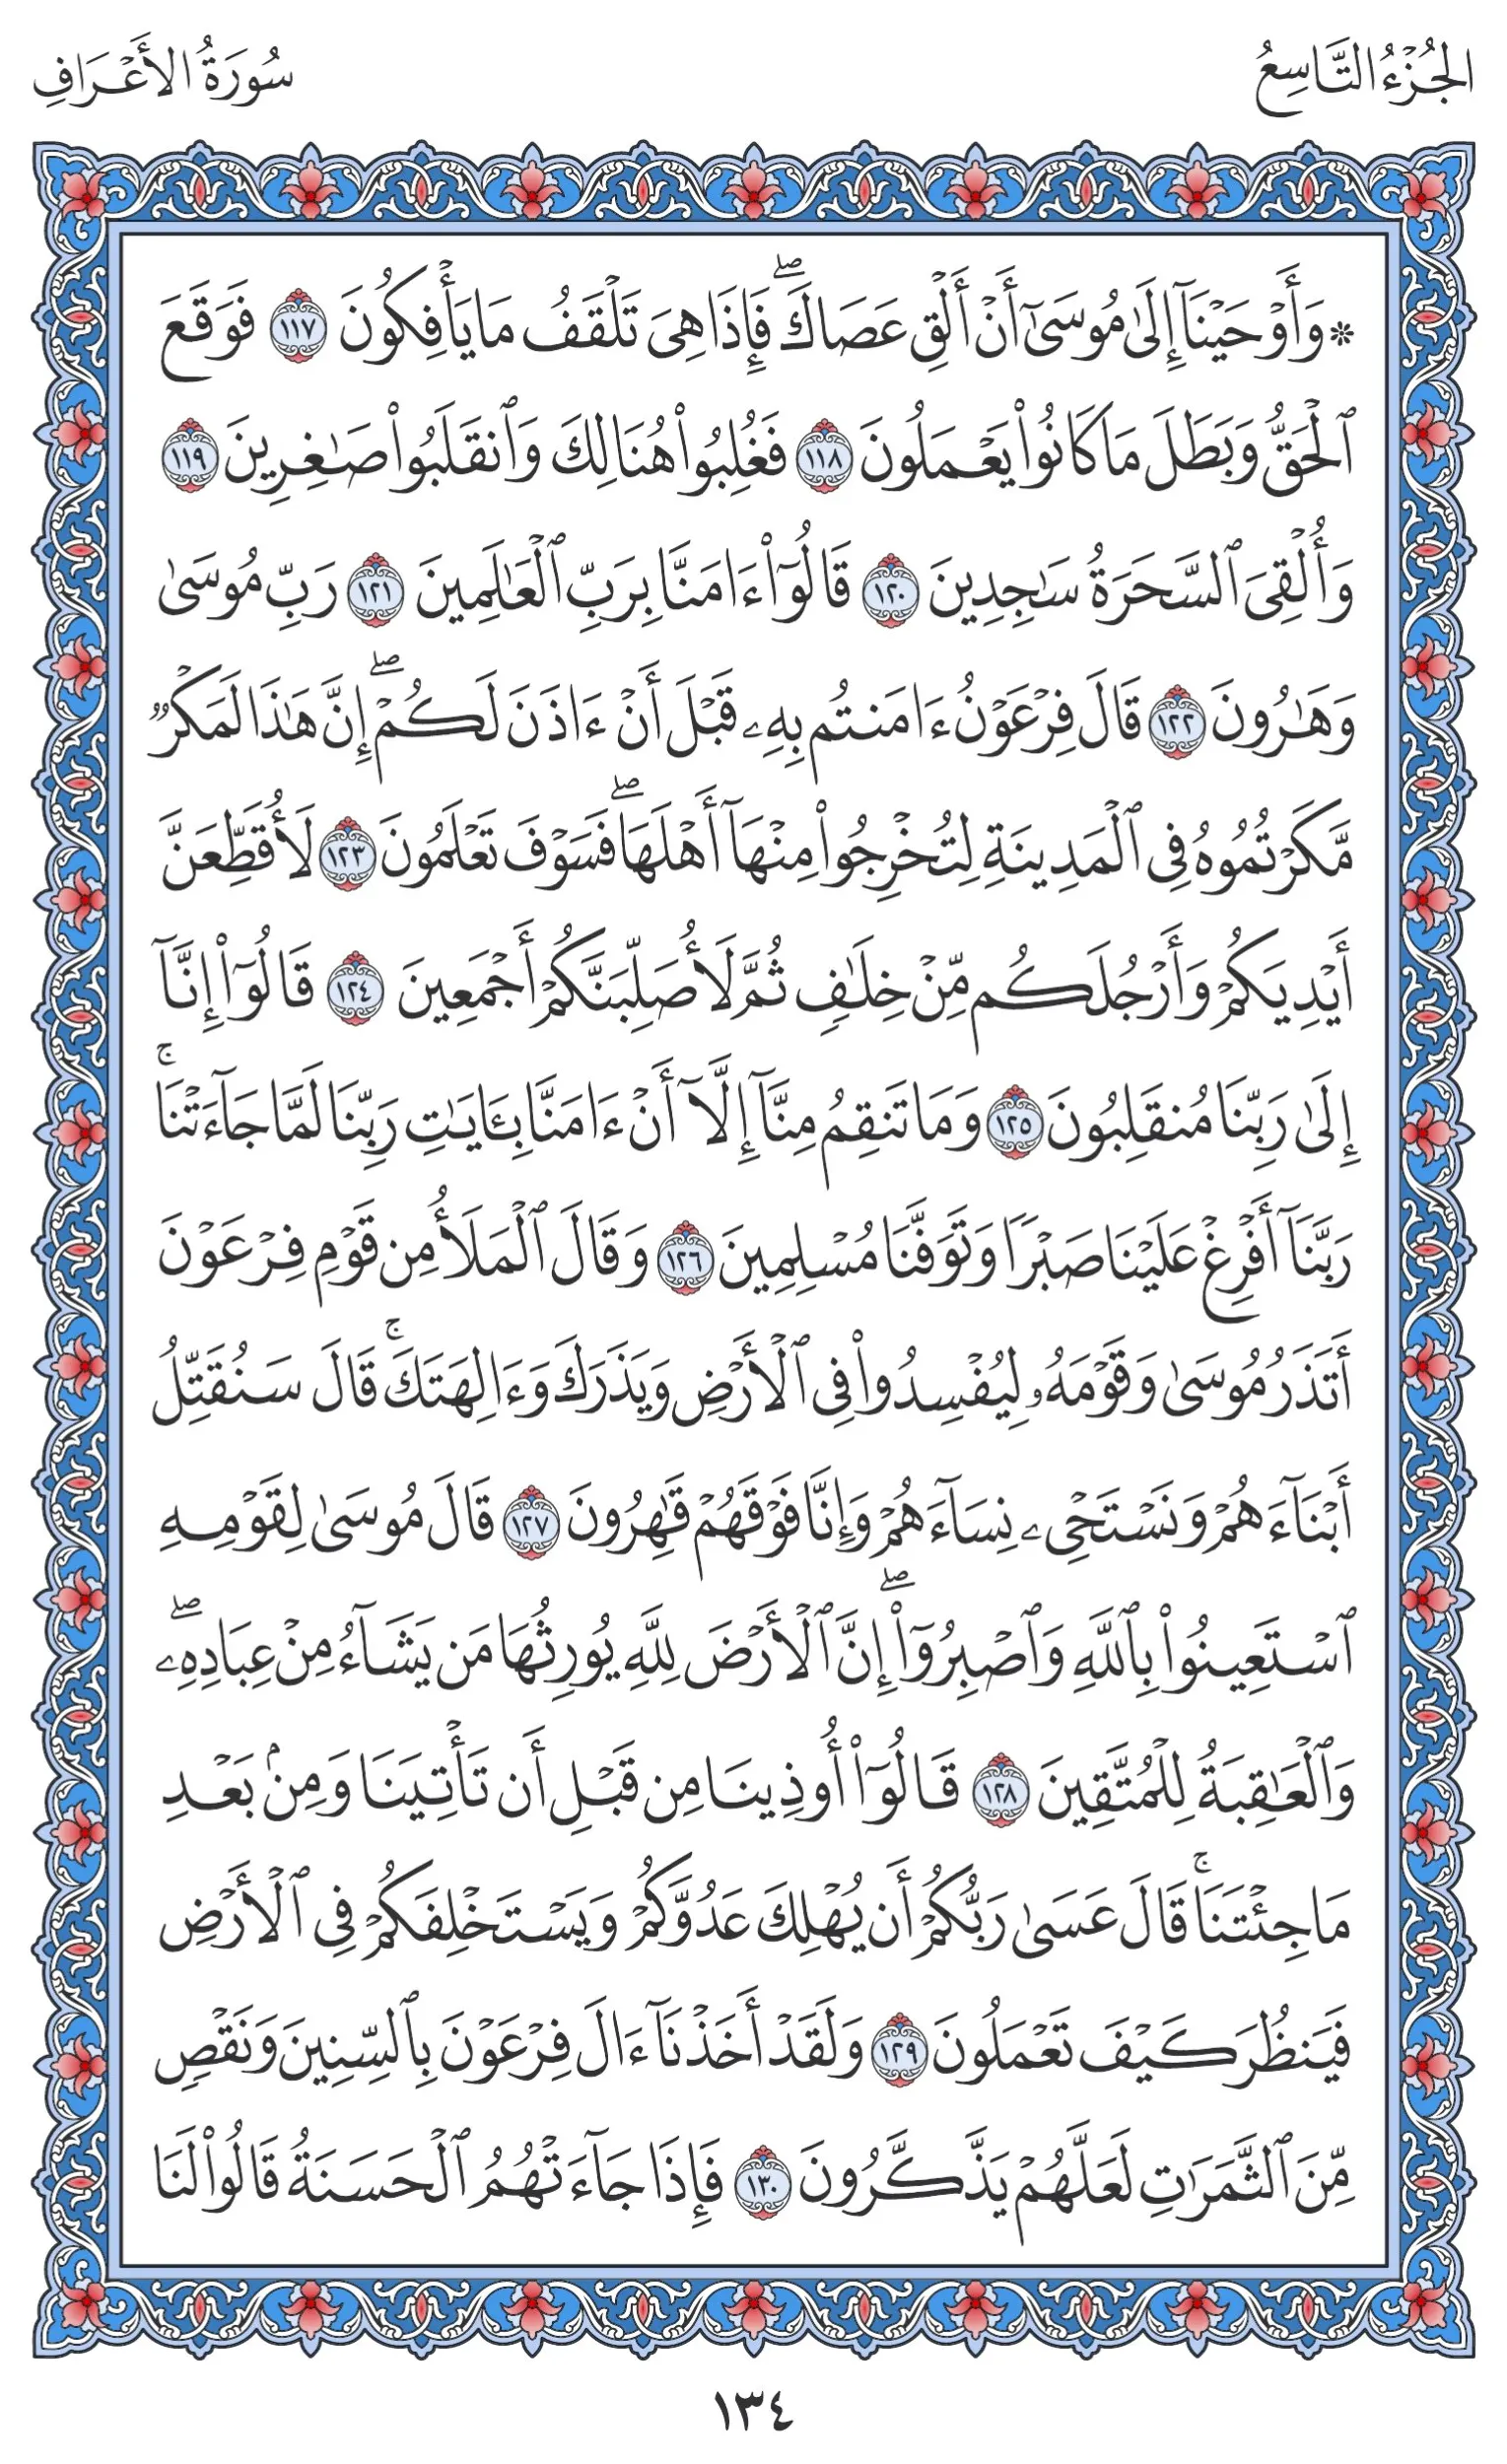 الجُزْءُ التَّاسِعُ
سُورَةُ الأَعْرَافِ
۞ وَأَوْحَيْنَآ إِلَىٰ مُوسَىٰٓ أَنْ أَلْقِ عَصَاكَۖ فَإِذَا هِىَ تَلْقَفُ مَا يَأْفِكُونَ ١١٧ فَوَقَعَ
ٱلْحَقُّ وَبَطَلَ مَا كَانُوا۟ يَعْمَلُونَ ١١٨ فَغُلِبُوا۟ هُنَالِكَ وَٱنقَلَبُوا۟ صَٰغِرِينَ ١١٩
وَأُلْقِىَ ٱلسَّحَرَةُ سَٰجِدِينَ ١٢٠ قَالُوٓا۟ ءَامَنَّا بِرَبِّ ٱلْعَٰلَمِينَ ١٢١ رَبِّ مُوسَىٰ
وَهَٰرُونَ ١٢٢ قَالَ فِرْعَوْنُ ءَامَنتُم بِهِۦ قَبْلَ أَنْ ءَاذَنَ لَكُمْۖ إِنَّ هَٰذَا لَمَكْرٌ
مَّكَرْتُمُوهُ فِى ٱلْمَدِينَةِ لِتُخْرِجُوا۟ مِنْهَآ أَهْلَهَاۖ فَسَوْفَ تَعْلَمُونَ ١٢٣ لَأُقَطِّعَنَّ
أَيْدِيَكُمْ وَأَرْجُلَكُم مِّنْ خِلَٰفٍ ثُمَّ لَأُصَلِّبَنَّكُمْ أَجْمَعِينَ ١٢٤ قَالُوٓا۟ إِنَّآ
إِلَىٰ رَبِّنَا مُنقَلِبُونَ ١٢٥ وَمَا تَنقِمُ مِنَّآ إِلَّآ أَنْ ءَامَنَّا بِـَٔايَٰتِ رَبِّنَا لَمَّا جَآءَتْنَاۚ
رَبَّنَآ أَفْرِغْ عَلَيْنَا صَبْرًا وَتَوَفَّنَا مُسْلِمِينَ ١٢٦ وَقَالَ ٱلْمَلَأُ مِن قَوْمِ فِرْعَوْنَ
أَتَذَرُ مُوسَىٰ وَقَوْمَهُۥ لِيُفْسِدُوا۟ فِى ٱلْأَرْضِ وَيَذَرَكَ وَءَالِهَتَكَۚ قَالَ سَنُقَتِّلُ
أَبْنَآءَهُمْ وَنَسْتَحْىِۦ نِسَآءَهُمْ وَإِنَّا فَوْقَهُمْ قَٰهِرُونَ ١٢٧ قَالَ مُوسَىٰ لِقَوْمِهِ
ٱسْتَعِينُوا۟ بِٱللَّهِ وَٱصْبِرُوٓا۟ۖ إِنَّ ٱلْأَرْضَ لِلَّهِ يُورِثُهَا مَن يَشَآءُ مِنْ عِبَادِهِۦۖ
وَٱلْعَٰقِبَةُ لِلْمُتَّقِينَ ١٢٨ قَالُوٓا۟ أُوذِينَا مِن قَبْلِ أَن تَأْتِيَنَا وَمِنۢ بَعْدِ
مَا جِئْتَنَاۚ قَالَ عَسَىٰ رَبُّكُمْ أَن يُهْلِكَ عَدُوَّكُمْ وَيَسْتَخْلِفَكُمْ فِى ٱلْأَرْضِ
فَيَنظُرَ كَيْفَ تَعْمَلُونَ ١٢٩ وَلَقَدْ أَخَذْنَآ ءَالَ فِرْعَوْنَ بِٱلسِّنِينَ وَنَقْصٍ
مِّنَ ٱلثَّمَرَٰتِ لَعَلَّهُمْ يَذَّكَّرُونَ ١٣٠ فَإِذَا جَآءَتْهُمُ ٱلْحَسَنَةُ قَالُوا۟ لَنَا
١٣٤